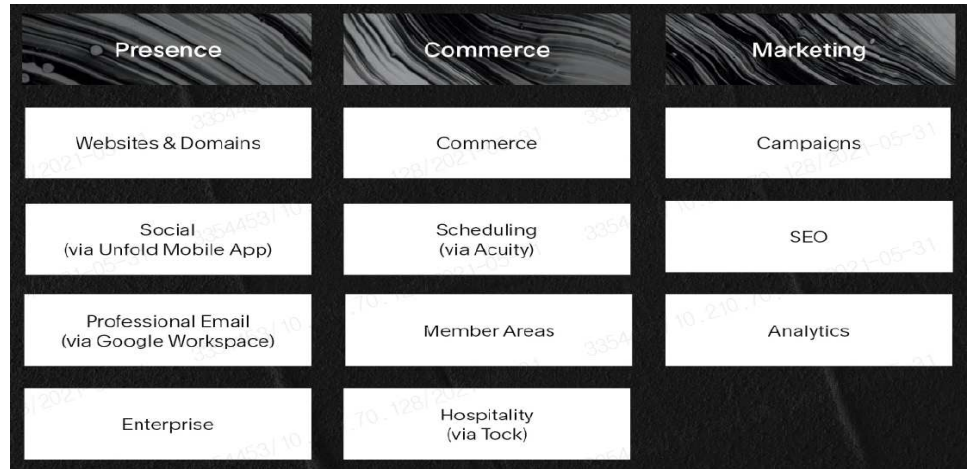 Presence
Commerce
Marketing
Websites & Domains
Commerce
Campaigns
Social
(via Unfold Mobile App)
Scheduling
(via Acuity)
SEO
Professional Email
(via Google Workspace)
Member Areas
Analytics
Enterprise
Hospitality
(via Tock)